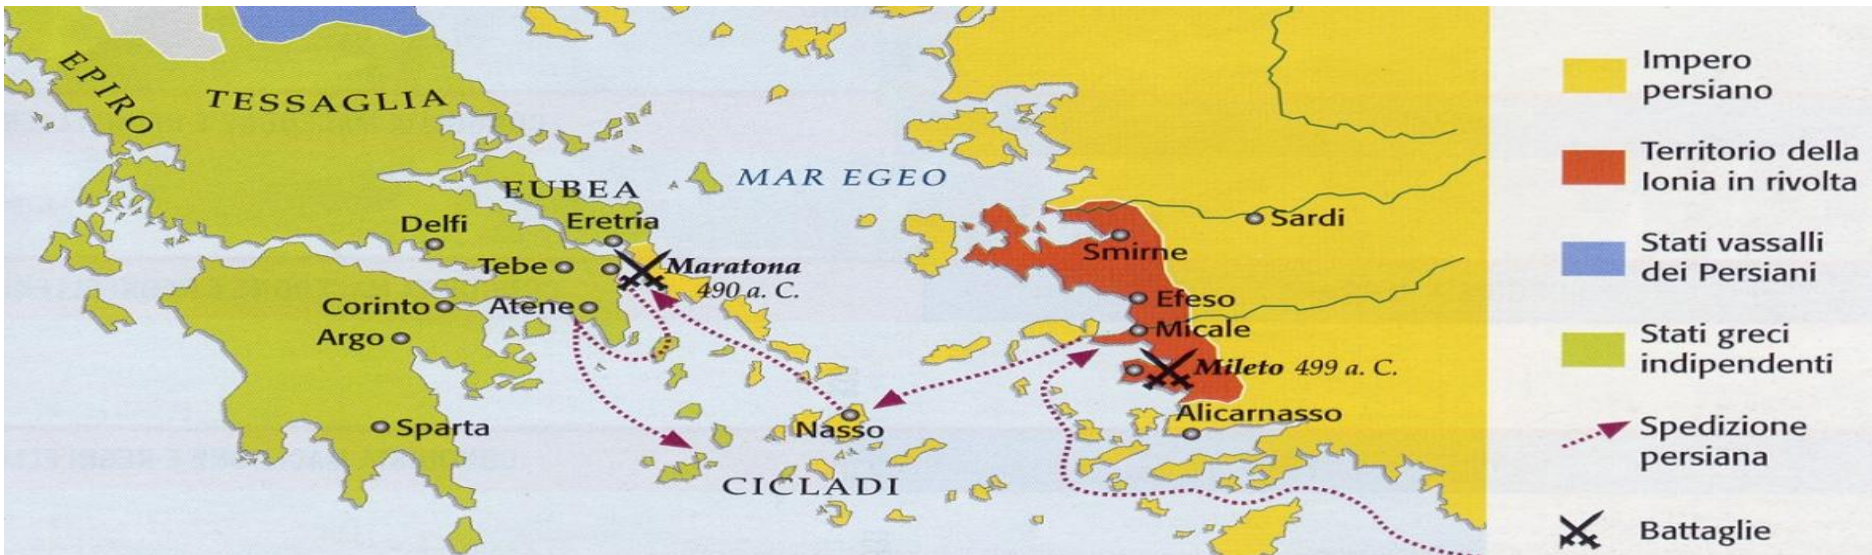 EPIRO
TESSAGLIA
MAR EGEO
EUBEA
Eretria
Delfi
Tebe
Maratona
490 a. C.
Corinto
Atene
Argo
Sparta
Nasso
CICLADI
Sardi
Smirne
Efeso
Micale
Mileto 499 a. C.
Alicarnasso
Impero
persiano
Territorio della
Ionia in rivolta
Stati vassalli
dei Persiani
Stati greci
indipendenti
Spedizione
persiana
Battaglie